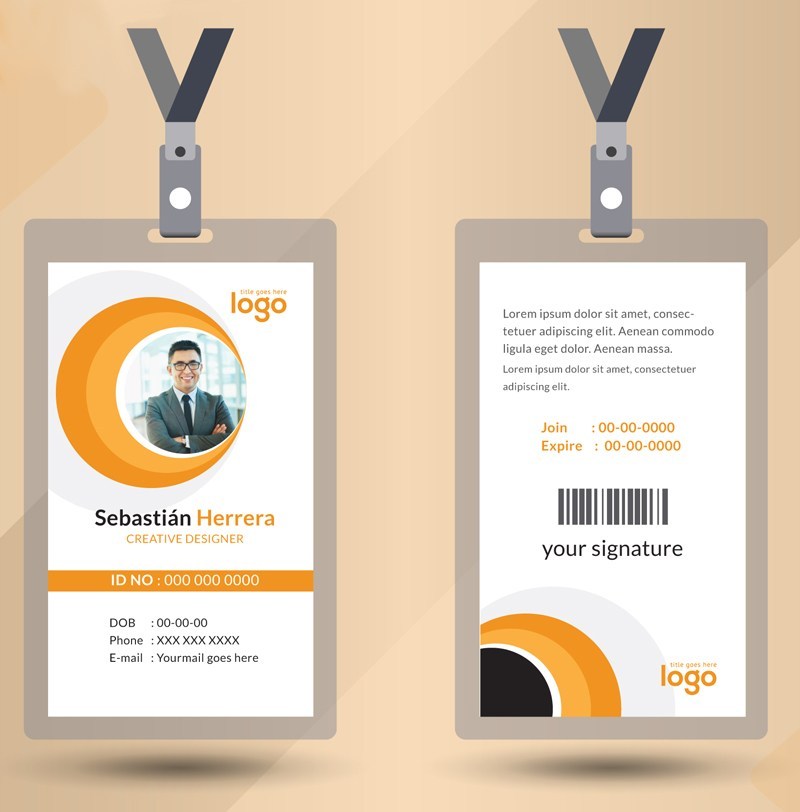 title goes here
logo
Sebastián Herrera
CREATIVE DESIGNER
ID NO : 000 000 0000
DOB : 00-00-00
Phone : XXX XXX XXXX
E-mail : Yourmail goes here
Lorem ipsum dolor sit amet, consec-
tetuer adipiscing elit. Aenean commodo
ligula eget dolor. Aenean massa.
Lorem ipsum dolor sit amet, consectetuer
adipiscing elit.
Join : 00-00-0000
Expire : 00-00-0000
your signature
title goes here
logo